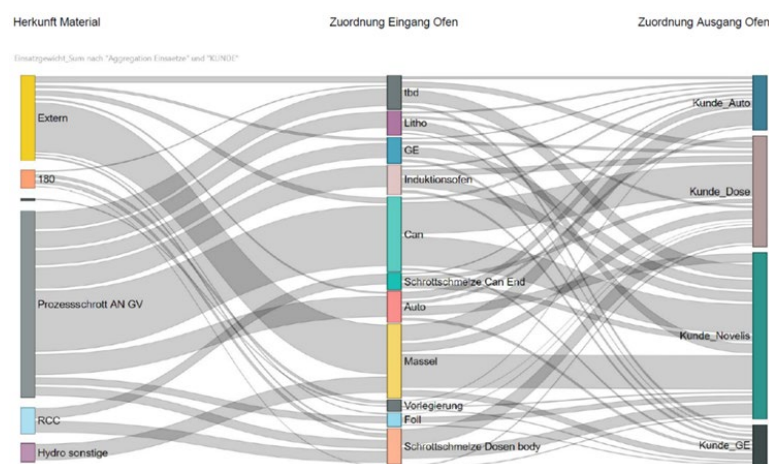 Herkunft Material
Zuordnung Eingang Ofen
Zuordnung Ausgang Ofen
Einsatzgewicht_Sum nach "Aggregation Einsaetze" und "KUNDE"
Extern
180
Prozessschrott AN GV
RCC
Hydro sonstige
tbd
Litho
GE
Induktionsofen
Can
Schrottschmelze Can End
Auto
Massel
Vorlegierung
Foil
Schrottschmelze Dosen body
Kunde_Auto
Kunde_Dose
Kunde_Novelis
Kunde_GE